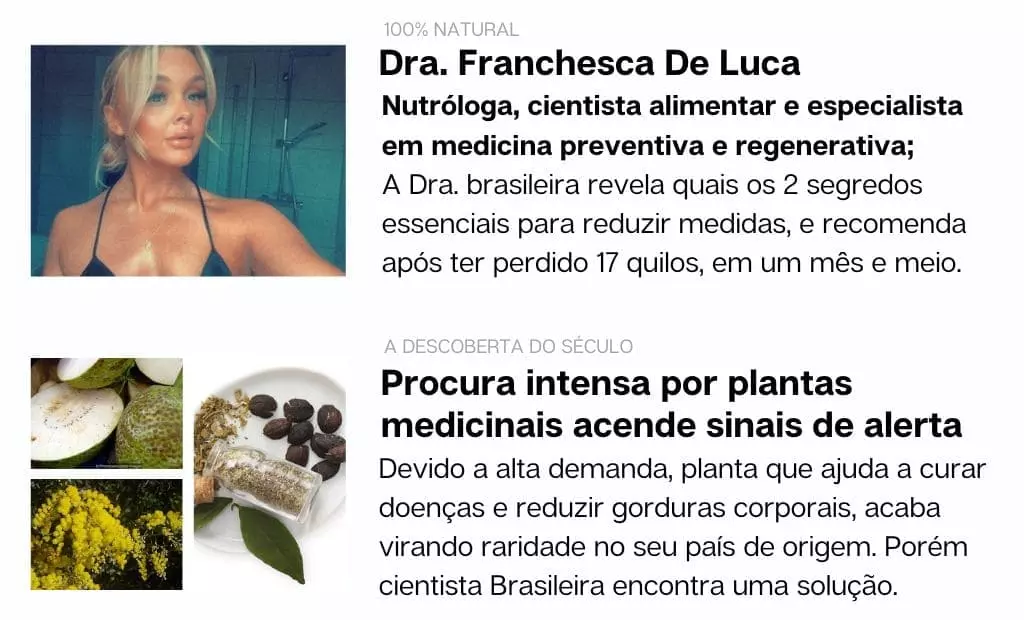 100% NATURAL
Dra. Franchesca De Luca
Nutróloga, cientista alimentar e especialista
em medicina preventiva e regenerativa;
A Dra. brasileira revela quais os 2 segredos
essenciais para reduzir medidas, e recomenda
após ter perdido 17 quilos, em um mês e meio.
A DESCOBERTA DO SÉCULO
Procura intensa por plantas
medicinais acende sinais de alerta
Devido a alta demanda, planta que ajuda a curar
doenças e reduzir gorduras corporais, acaba
virando raridade no seu país de origem. Porém
cientista Brasileira encontra uma solução.